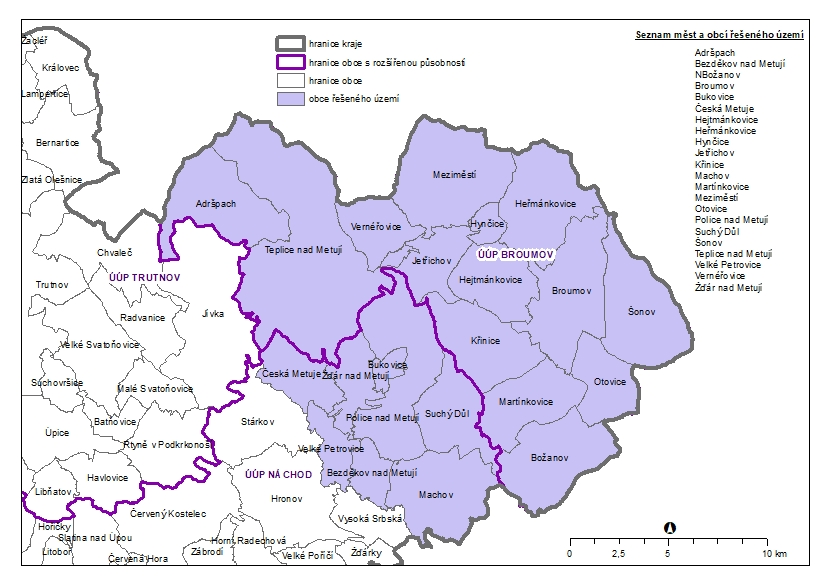 hranice kraje
hranice obce s rozšířenou působností
hranice obce
obce řešeného území
Seznam měst a obcí řešeného území
Adršpach
Bezděkov nad Metují
NBožanov
Broumov
Bukovice
Česká Metuje
Hejtmánkovice
Heřmánkovice
Hynčice
Jetřichov
Křinice
Machov
Martínkovice
Meziměstí
Otovice
Police nad Metují
Suchý Důl
Šonov
Teplice nad Metují
Velké Petrovice
Vernéřovice
Žďár nad Metují
Žacléř
Královec
Lampertice
Bernartice
Zlatá Olešnice
Meziměstí
Adršpach
Heřmánkovice
Vernéřovice
Hynčice
Chvaleč
Teplice nad Metují
Jetřichov
ÚÚP BROUMOV
ÚÚP TRUTNOV
Hejtmánkovice
Trutnov
Broumov
Radvanice
Jívka
Šonov
Velké Svatoňovice
Křinice
Bukovice
Suchovršice
Malé Svatoňovice
Česká Metuje
Žďár nad Metují
Otovice
Martínkovice
Batňovice
Stárkov
Police nad Metují
Suchý Důl
Úpice
Rtyně v Podkrkonoší
Velké Petrovice
Božanov
Havlovice
ÚÚP NÁCHOD
Bezděkov nad Metují
Libňatov
Hronov
Machov
Červený Kostelec
Vysoká Srbská
Hořičky
Slatina nad Úpou
Horní Radechová
Litoboř
Červená Hora
Zábrodí
Velké Poříčí
Žďárky
0 2,5 5 10 km